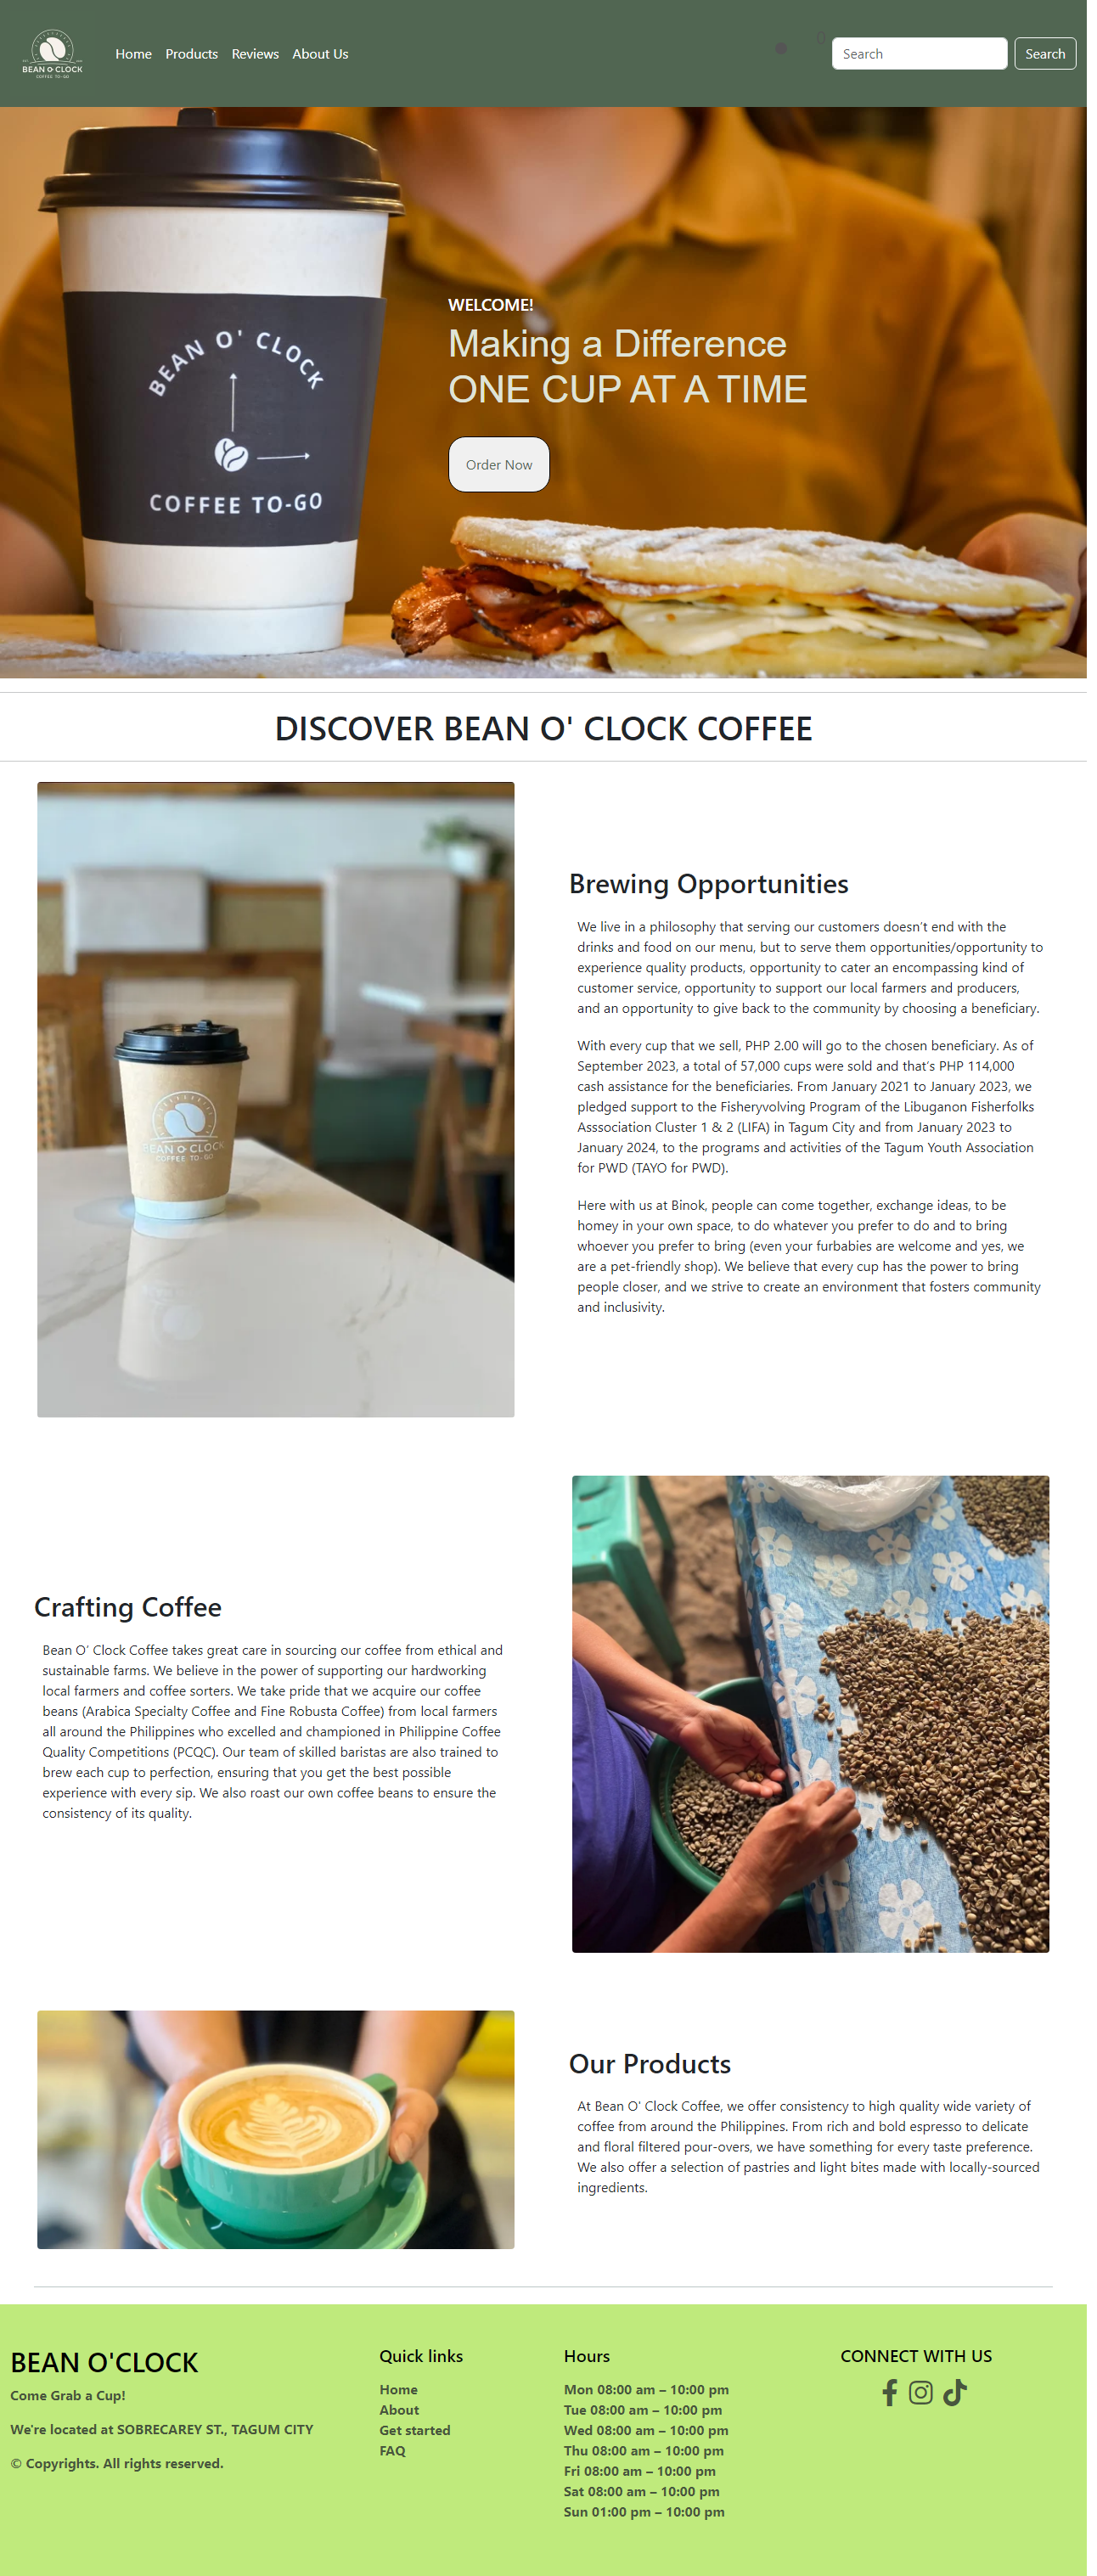 BEAN O CLOCK
COFFEE TO-GO
Home Products Reviews About Us
0
Search Search
BEAN O' CLOCK
COFFEE TO-GO
WELCOME!
Making a Difference
ONE CUP AT A TIME
Order Now
DISCOVER BEAN O' CLOCK COFFEE
BEAN O CLOCK
COFFEE TO-GO
Brewing Opportunities
We live in a philosophy that serving our customers doesn’t end with the
drinks and food on our menu, but to serve them opportunities/opportunity to
experience quality products, opportunity to cater an encompassing kind of
customer service, opportunity to support our local farmers and producers,
and an opportunity to give back to the community by choosing a beneficiary.
With every cup that we sell, PHP 2.00 will go to the chosen beneficiary. As of
September 2023, a total of 57,000 cups were sold and that’s PHP 114,000
cash assistance for the beneficiaries. From January 2021 to January 2023, we
pledged support to the Fisheryvolving Program of the Libuganon Fisherfolks
Asssociation Cluster 1 & 2 (LIFA) in Tagum City and from January 2023 to
January 2024, to the programs and activities of the Tagum Youth Association
for PWD (TAYO for PWD).
Here with us at Binok, people can come together, exchange ideas, to be
homey in your own space, to do whatever you prefer to do and to bring
whoever you prefer to bring (even your furbabies are welcome and yes, we
are a pet-friendly shop). We believe that every cup has the power to bring
people closer, and we strive to create an environment that fosters community
and inclusivity.
Crafting Coffee
Bean O’ Clock Coffee takes great care in sourcing our coffee from ethical and
sustainable farms. We believe in the power of supporting our hardworking
local farmers and coffee sorters. We take pride that we acquire our coffee
beans (Arabica Specialty Coffee and Fine Robusta Coffee) from local farmers
all around the Philippines who excelled and championed in Philippine Coffee
Quality Competitions (PCQC). Our team of skilled baristas are also trained to
brew each cup to perfection, ensuring that you get the best possible
experience with every sip. We also roast our own coffee beans to ensure the
consistency of its quality.
Our Products
At Bean O' Clock Coffee, we offer consistency to high quality wide variety of
coffee from around the Philippines. From rich and bold espresso to delicate
and floral filtered pour-overs, we have something for every taste preference.
We also offer a selection of pastries and light bites made with locally-sourced
ingredients.
BEAN O'CLOCK
Come Grab a Cup!
We're located at SOBRECAREY ST., TAGUM CITY
© Copyrights. All rights reserved.
Quick links
Home
About
Get started
FAQ
Hours
Mon 08:00 am – 10:00 pm
Tue 08:00 am – 10:00 pm
Wed 08:00 am – 10:00 pm
Thu 08:00 am – 10:00 pm
Fri 08:00 am – 10:00 pm
Sat 08:00 am – 10:00 pm
Sun 01:00 pm – 10:00 pm
CONNECT WITH US